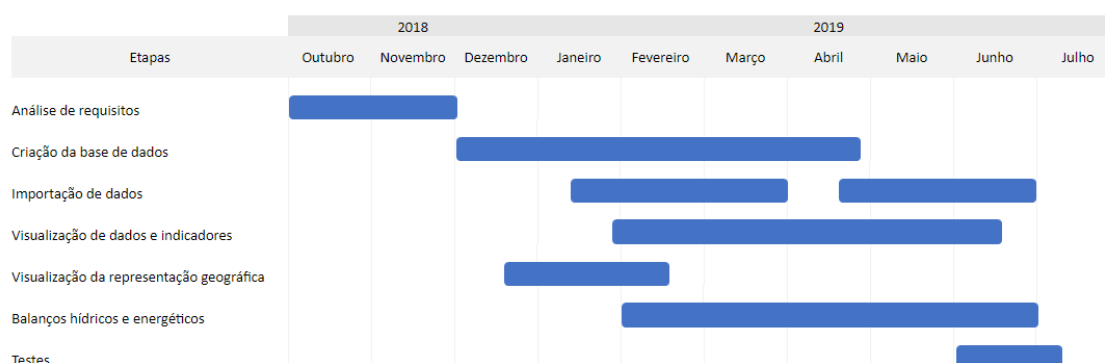 2018 2019
Etapas Outubro Novembro Dezembro Janeiro Fevereiro Março Abril Maio Junho Julho
Análise de requisitos
Criação da base de dados
Importação de dados
Visualização de dados e indicadores
Visualização da representação geográfica
Balanços hídricos e energéticos
Testes